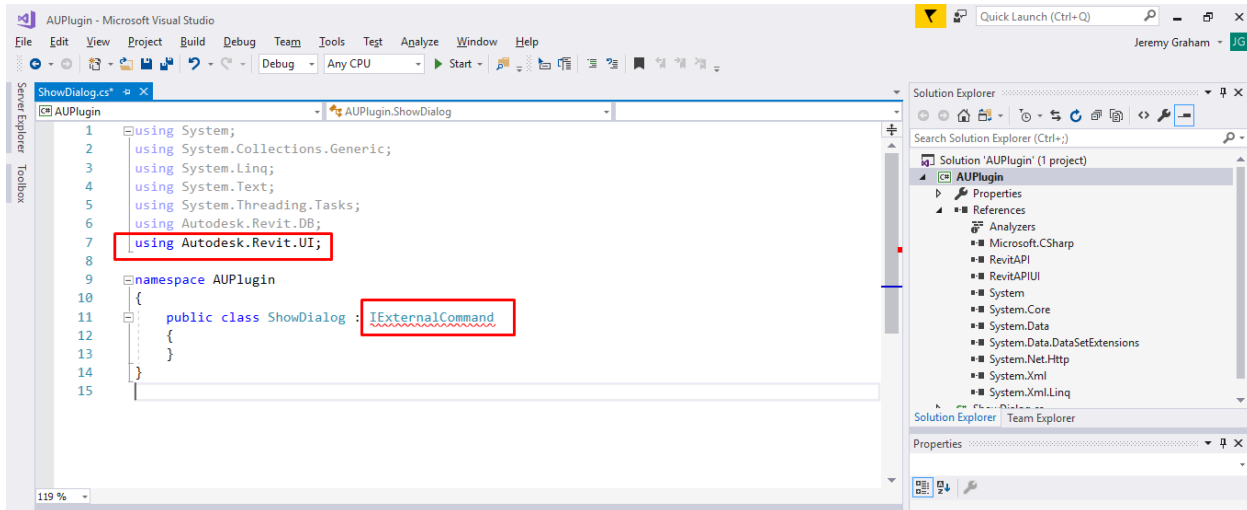 AUPlugin - Microsoft Visual Studio
Quick Launch (Ctrl+Q)
File Edit View Project Build Debug Team Tools Test Analyze Window Help
Jeremy Graham JG
Debug Any CPU Start
Server Explorer
Toolbox
ShowDialog.cs*
AUPlugin AUPlugin.ShowDialog
1 using System;
2 using System.Collections.Generic;
3 using System.Linq;
4 using System.Text;
5 using System.Threading.Tasks;
6 using Autodesk.Revit.DB;
7 using Autodesk.Revit.UI;
8
9 namespace AUPlugin
10 {
11 public class ShowDialog : IExternalCommand
12 {
13 }
14 }
15
119 %
Solution Explorer
Search Solution Explorer (Ctrl+;)
Solution 'AUPlugin' (1 project)
C# AUPlugin
Properties
References
Analyzers
Microsoft.CSharp
RevitAPI
RevitAPIUI
System
System.Core
System.Data
System.Data.DataSetExtensions
System.Net.Http
System.Xml
System.Xml.Linq
Solution Explorer Team Explorer
Properties